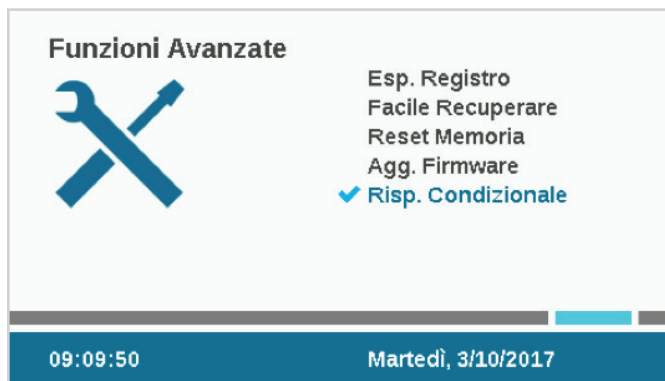 Funzioni Avanzate
Esp. Registro
Facile Recuperare
Reset Memoria
Agg. Firmware
Risp. Condizionale
09:09:50
Martedì, 3/10/2017